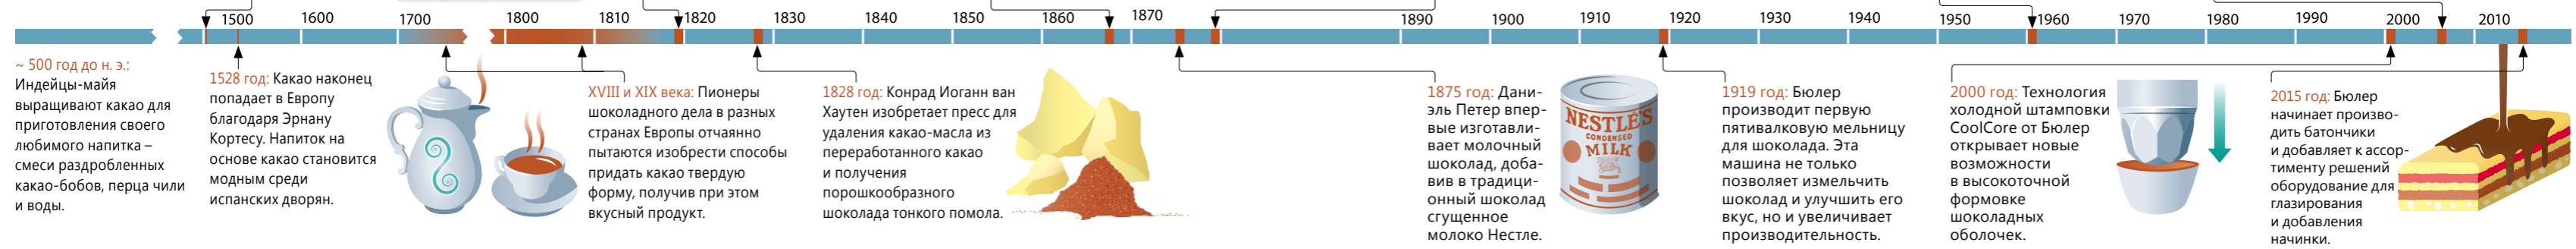 1500 1600 1700 1800 1810 1820 1830 1840 1850 1860 1870 1890 1900 1910 1920 1930 1940 1950 1960 1970 1980 1990 2000 2010
~ 500 год до н. э.:
Индейцы-майя
выращивают какао для
приготовления своего
любимого напитка –
смеси раздробленных
какао-бобов, перца чили
и воды.
1528 год: Какао наконец
попадает в Европу
благодаря Эрнану
Кортесу. Напиток на
основе какао становится
модным среди
испанских дворян.
XVIII и XIX века: Пионеры
шоколадного дела в разных
странах Европы отчаянно
пытаются изобрести способы
придать какао твердую
форму, получив при этом
вкусный продукт.
1828 год: Конрад Иоганн ван
Хаутен изобретает пресс для
удаления какао-масла из
переработанного какао
и получения
порошкообразного
шоколада тонкого помола.
1875 год: Дани-
эль Петер впер-
вые изготавли-
вает молочный
шоколад, доба-
вив в традици-
онный шоколад
сгущенное
молоко Нестле.
NESTLÉ'S
CONDENSED
MILK
1919 год: Бюлер
производит первую
пятивалковую мельницу
для шоколада. Эта
машина не только
позволяет измельчить
шоколад и улучшить его
вкус, но и увеличивает
производительность.
2000 год: Технология
холодной штамповки
CoolCore от Бюлер
открывает новые
возможности
в высокоточной
формовке
шоколадных
оболочек.
2015 год: Бюлер
начинает произво-
дить батончики
и добавляет к ассор-
тименту решений
оборудование для
глазирования
и добавления
начинки.